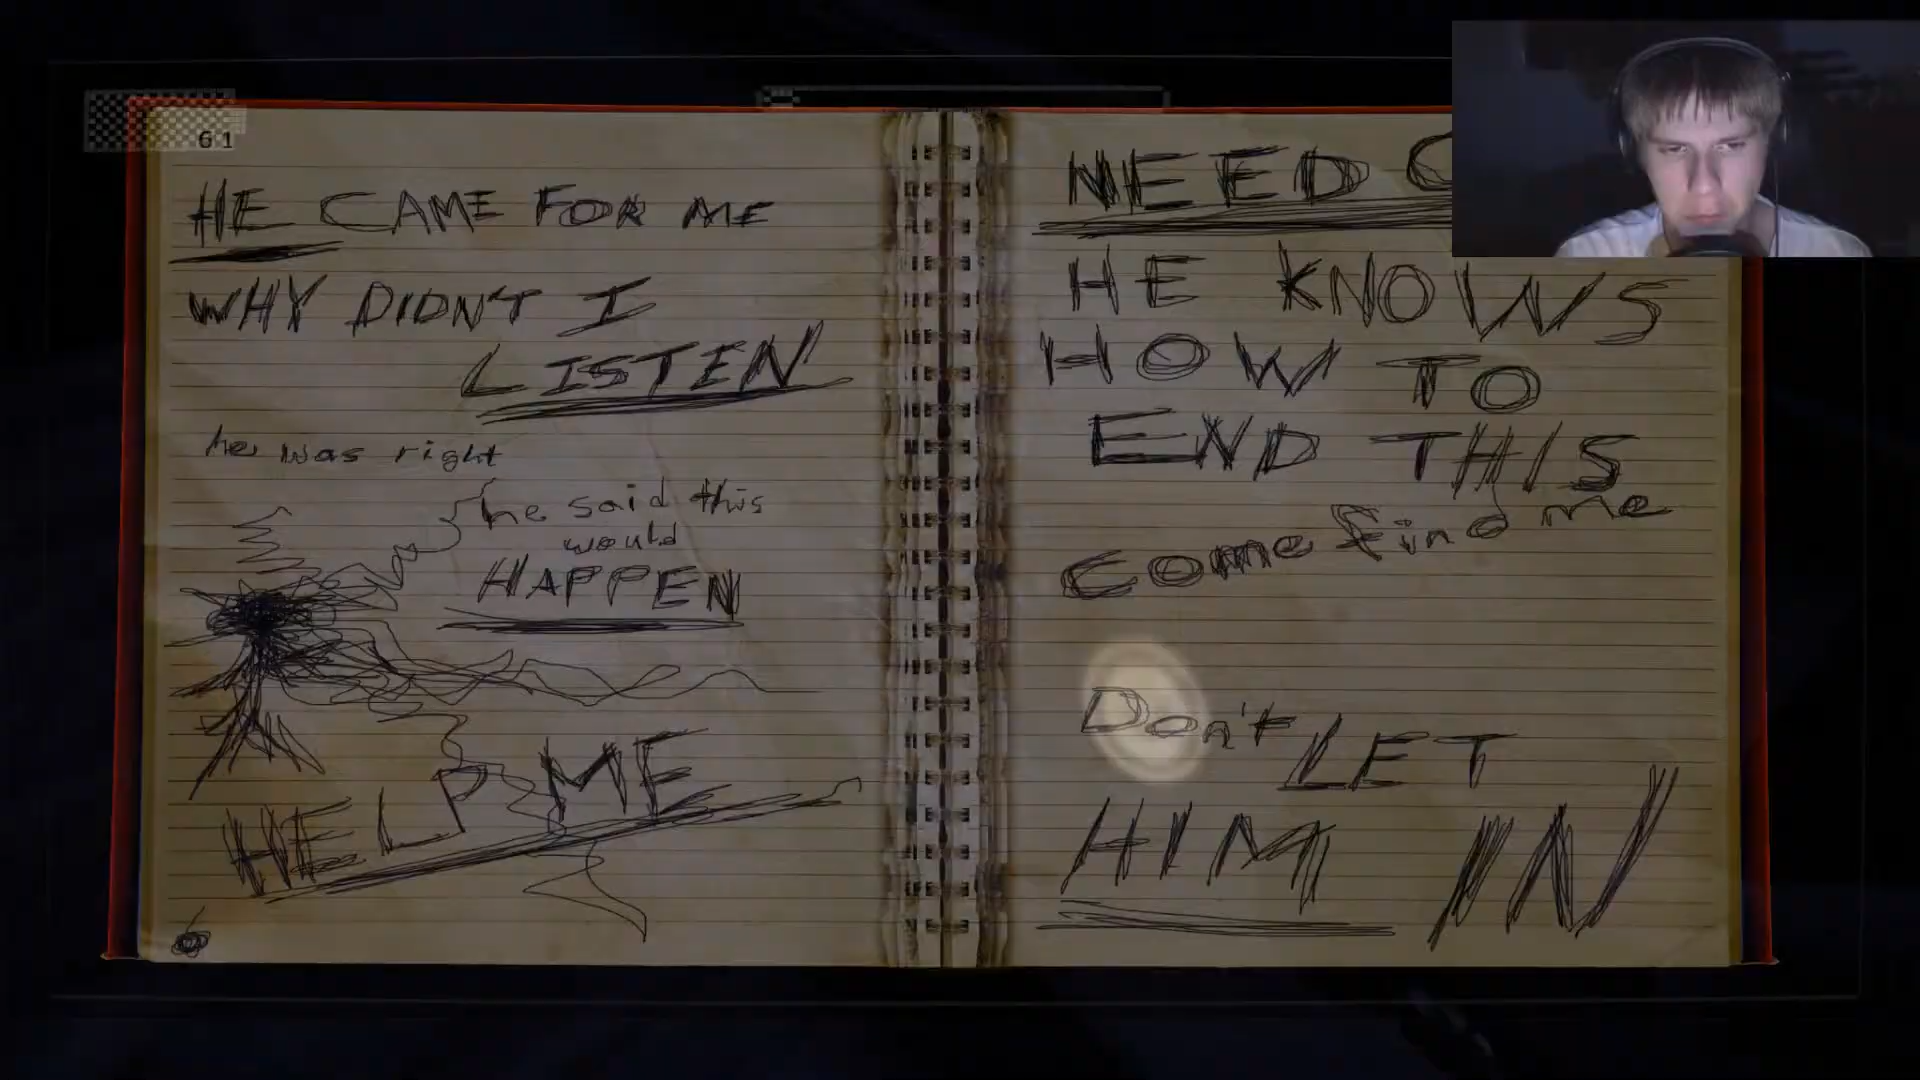 61
HE CAME FOR ME
WHY DIDN'T I
LISTEN
he was right
he said this
would
HAPPEN
HELP ME
NEED
HE KNOWS
HOW TO
END THIS
come find me
Don't LET
HIM IN